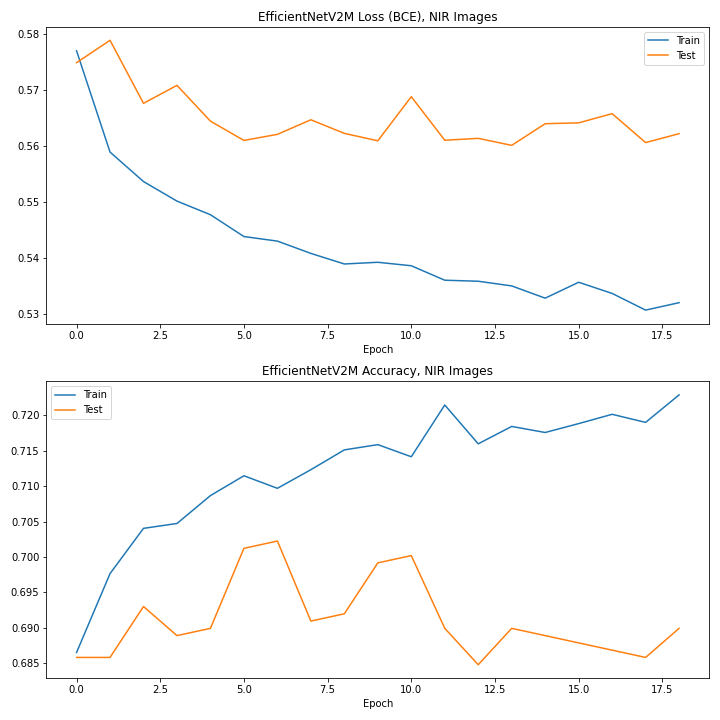 EfficientNetV2M Loss (BCE), NIR Images
Train
Test
0.58
0.57
0.56
0.55
0.54
0.53
0.0 2.5 5.0 7.5 10.0 12.5 15.0 17.5
Epoch
EfficientNetV2M Accuracy, NIR Images
Train
Test
0.720
0.715
0.710
0.705
0.700
0.695
0.690
0.685
0.0 2.5 5.0 7.5 10.0 12.5 15.0 17.5
Epoch